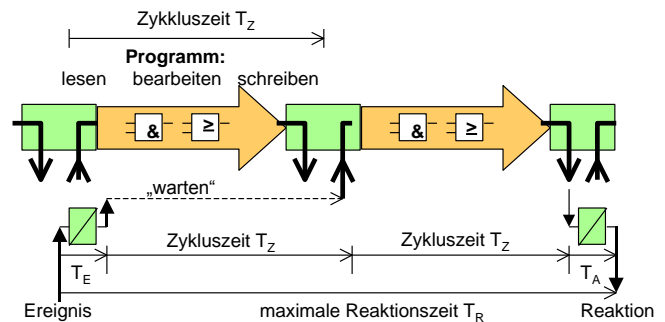 Zykkluszeit T_Z
Programm:
lesen bearbeiten schreiben
& ≥ & ≥
„warten“
Zykluszeit T_Z Zykluszeit T_Z
T_E T_A
Ereignis maximale Reaktionszeit T_R Reaktion